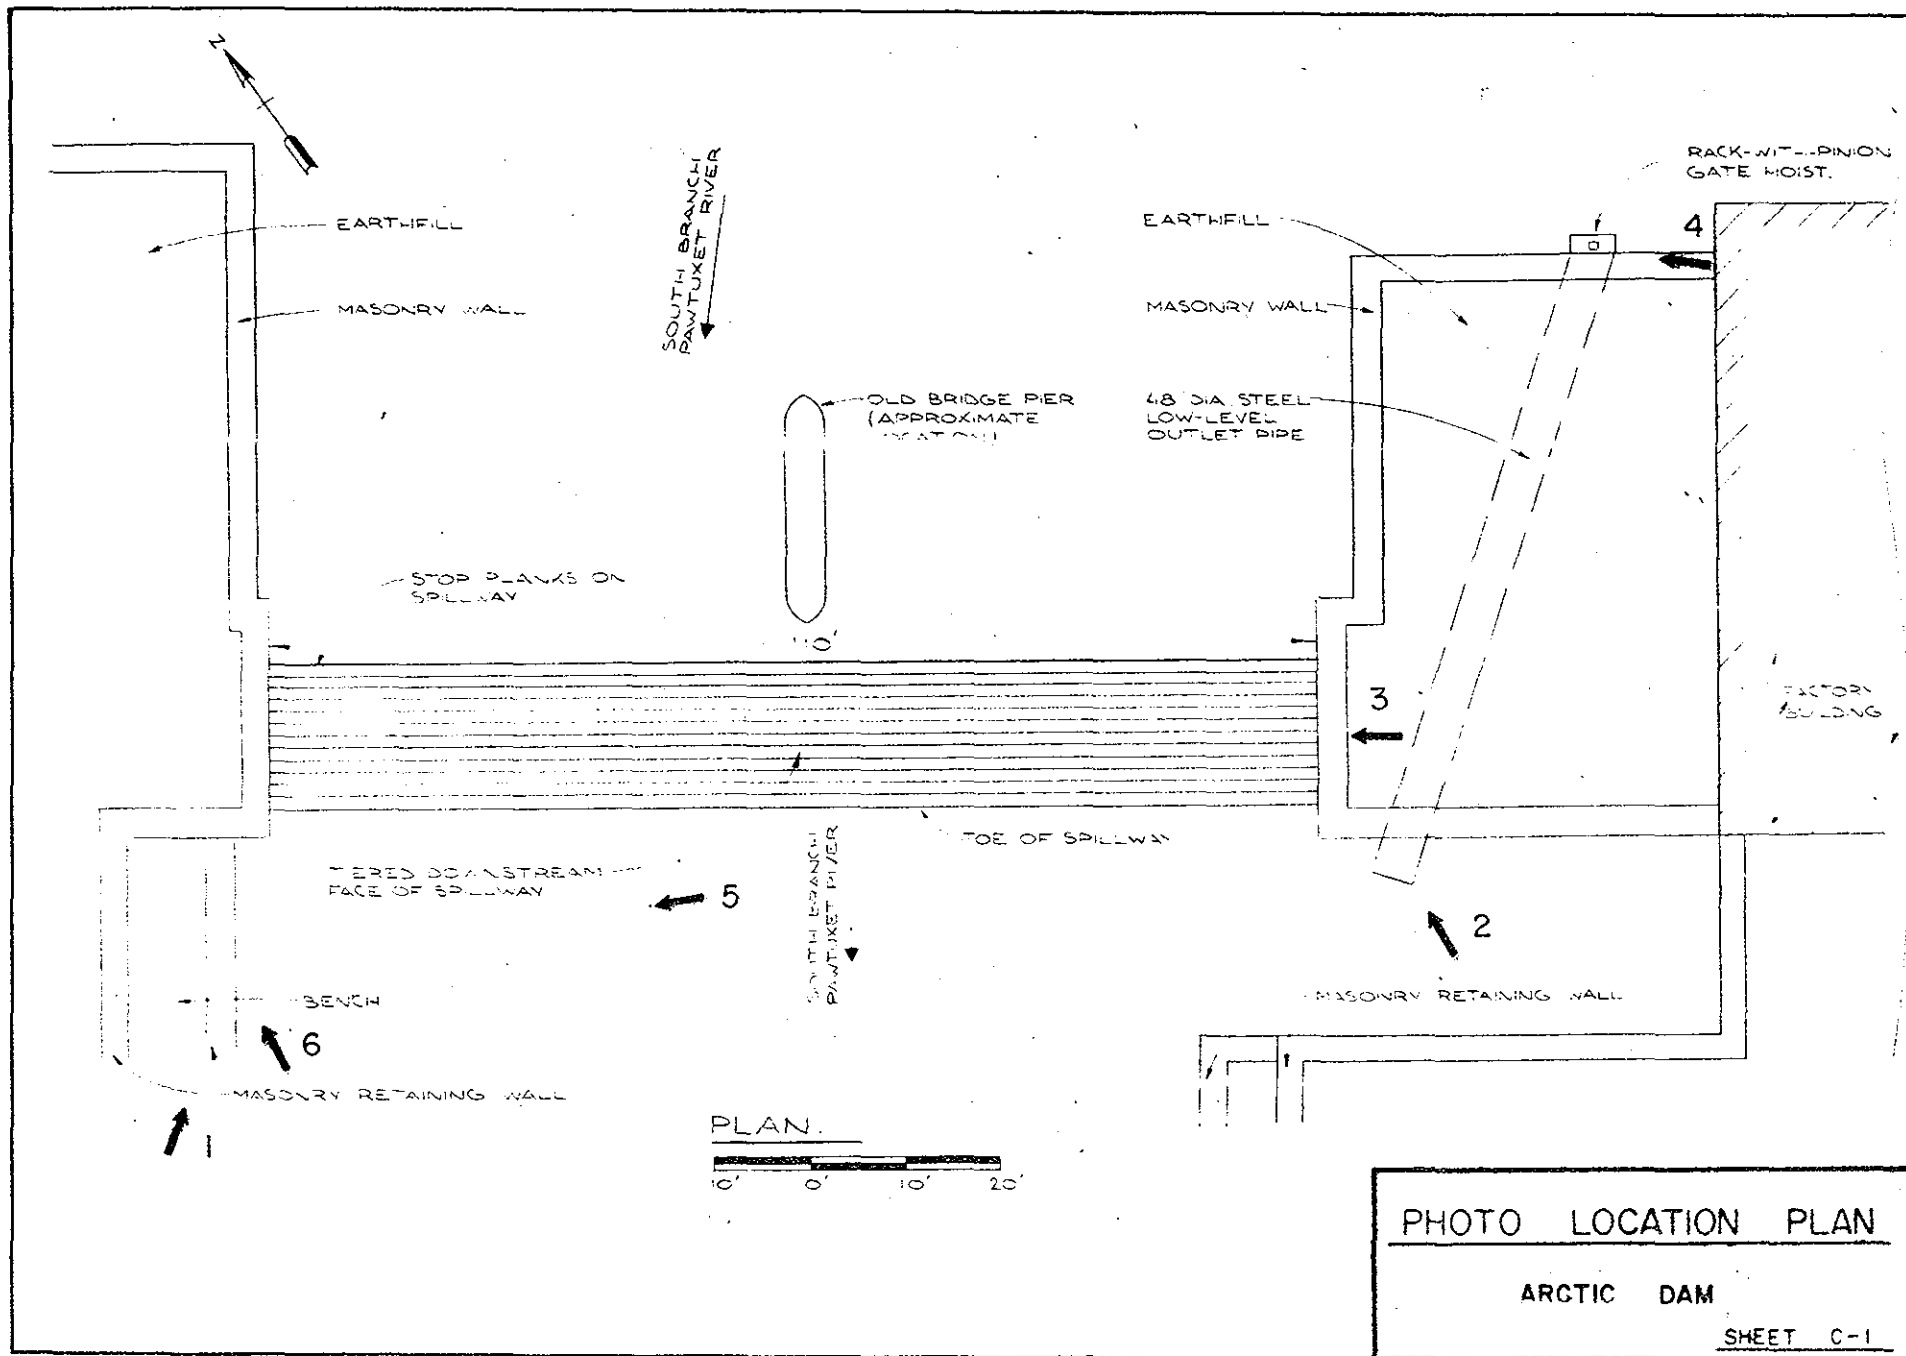 N
RACK-WITH-PINION
GATE HOIST.
4
EARTHFILL
EARTHFILL
SOUTH BRANCH
PAWTUXET RIVER
MASONRY WALL
MASONRY WALL
OLD BRIDGE PIER
(APPROXIMATE
LOCATION)
48" DIA. STEEL
LOW-LEVEL
OUTLET PIPE
STOP PLANKS ON
SPILLWAY
FACTORY
BUILDING
3
TOE OF SPILLWAY
TIERED DOWNSTREAM
FACE OF SPILLWAY
5
SOUTH BRANCH
PAWTUXET RIVER
2
BENCH
MASONRY RETAINING WALL
6
MASONRY RETAINING WALL
1
PLAN.
10' 0' 10' 20'
PHOTO LOCATION PLAN
ARCTIC DAM
SHEET C-1